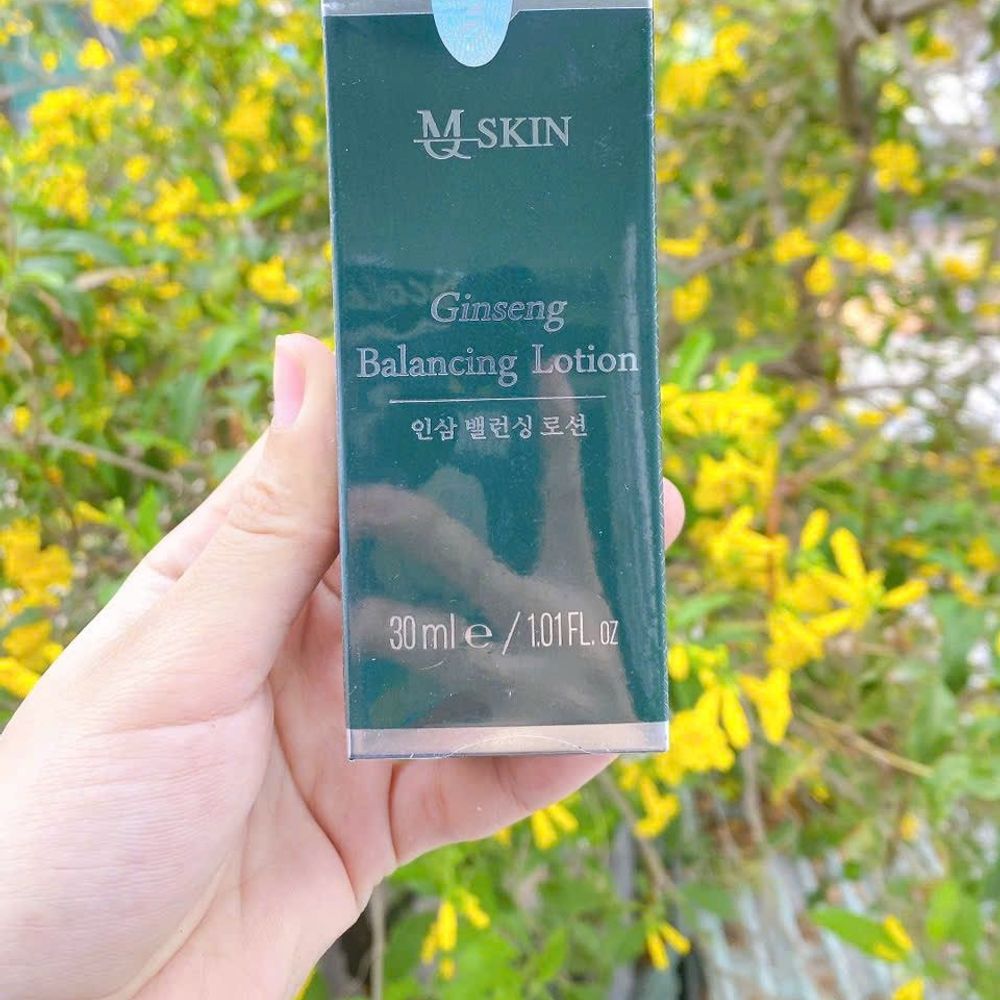 MQ SKIN
Ginseng
Balancing Lotion
인삼 밸런싱 로션
30 ml e / 1.01 FL. oz